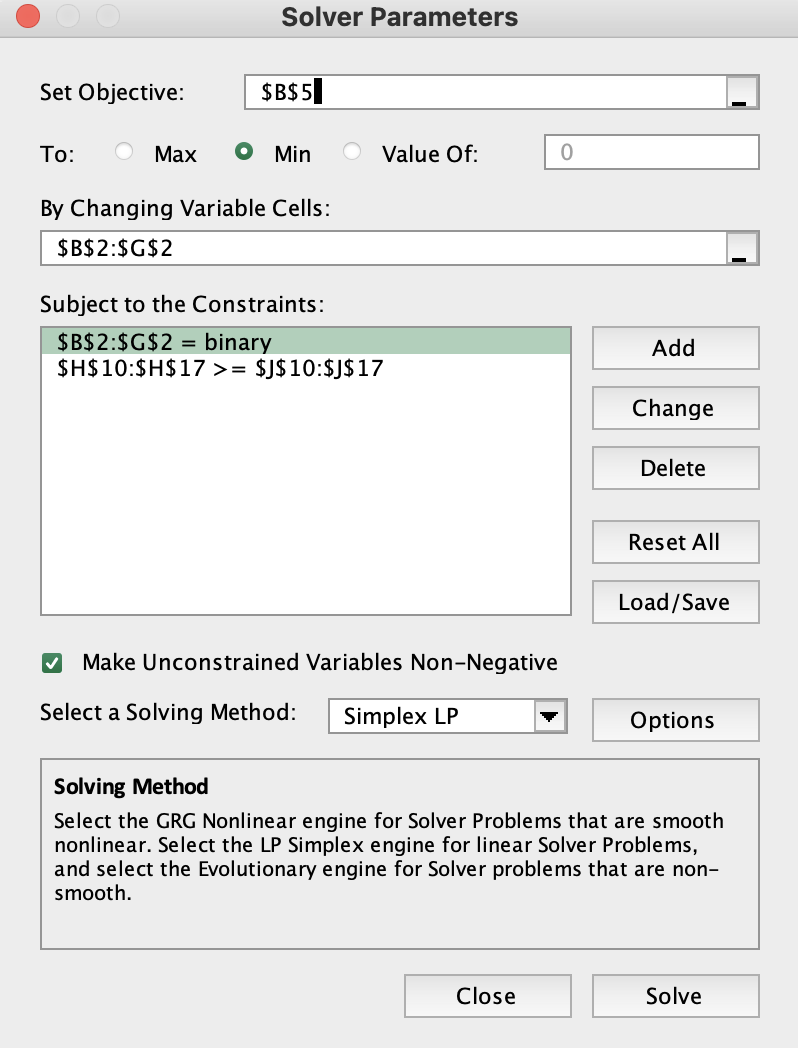 Solver Parameters
Set Objective: $B$5
To: Max Min Value Of: 0
By Changing Variable Cells:
$B$2:$G$2
Subject to the Constraints:
$B$2:$G$2 = binary
$H$10:$H$17 >= $J$10:$J$17
Add
Change
Delete
Reset All
Load/Save
Make Unconstrained Variables Non-Negative
Select a Solving Method: Simplex LP Options
Solving Method
Select the GRG Nonlinear engine for Solver Problems that are smooth
nonlinear. Select the LP Simplex engine for linear Solver Problems,
and select the Evolutionary engine for Solver problems that are non-
smooth.
Close Solve